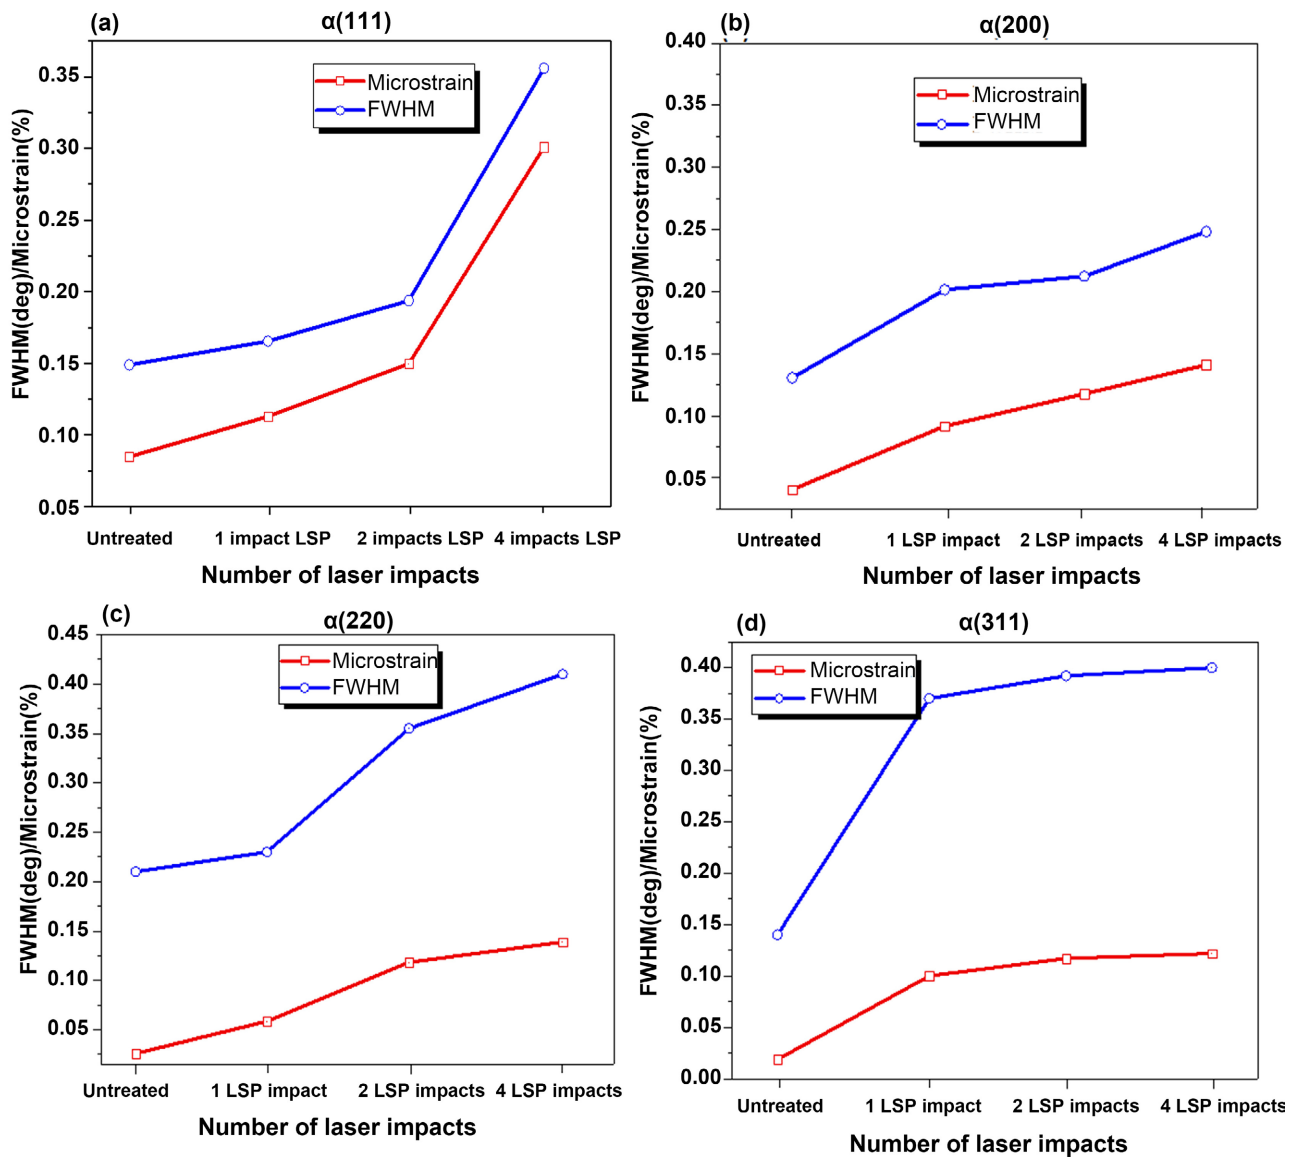 (a)
α(111)
Microstrain
FWHM
FWHM(deg)/Microstrain(%)
0.35
0.30
0.25
0.20
0.15
0.10
0.05
Untreated
1 impact LSP
2 impacts LSP
4 impacts LSP
Number of laser impacts
(b)
α(200)
Microstrain
FWHM
FWHM(deg)/Microstrain(%)
0.40
0.35
0.30
0.25
0.20
0.15
0.10
0.05
Untreated
1 LSP impact
2 LSP impacts
4 LSP impacts
Number of laser impacts
(c)
α(220)
Microstrain
FWHM
FWHM(deg)/Microstrain(%)
0.45
0.40
0.35
0.30
0.25
0.20
0.15
0.10
0.05
Untreated
1 LSP impact
2 LSP impacts
4 LSP impacts
Number of laser impacts
(d)
α(311)
Microstrain
FWHM
FWHM(deg)/Microstrain(%)
0.40
0.35
0.30
0.25
0.20
0.15
0.10
0.05
0.00
Untreated
1 LSP impact
2 LSP impacts
4 LSP impacts
Number of laser impacts